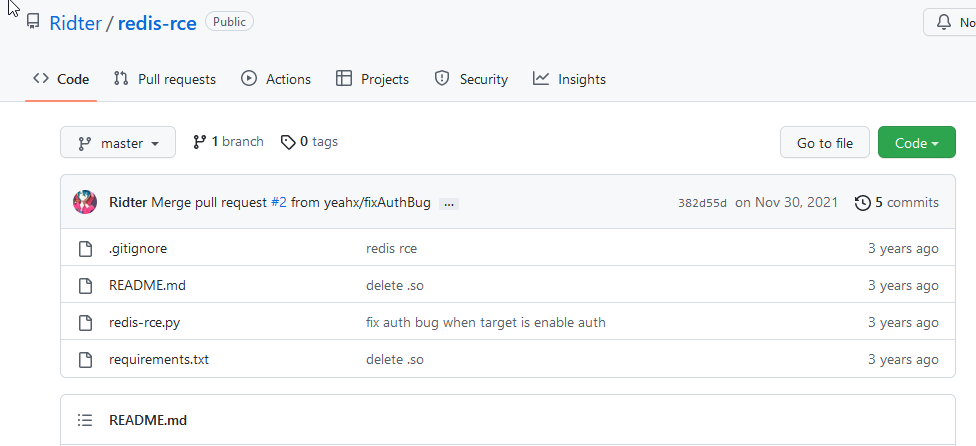 Ridter / redis-rce Public
No
Code Pull requests Actions Projects Security Insights
master 1 branch 0 tags Go to file Code
Ridter Merge pull request #2 from yeahx/fixAuthBug ... 382d55d on Nov 30, 2021 5 commits
.gitignore redis rce 3 years ago
README.md delete .so 3 years ago
redis-rce.py fix auth bug when target is enable auth 3 years ago
requirements.txt delete .so 3 years ago
README.md